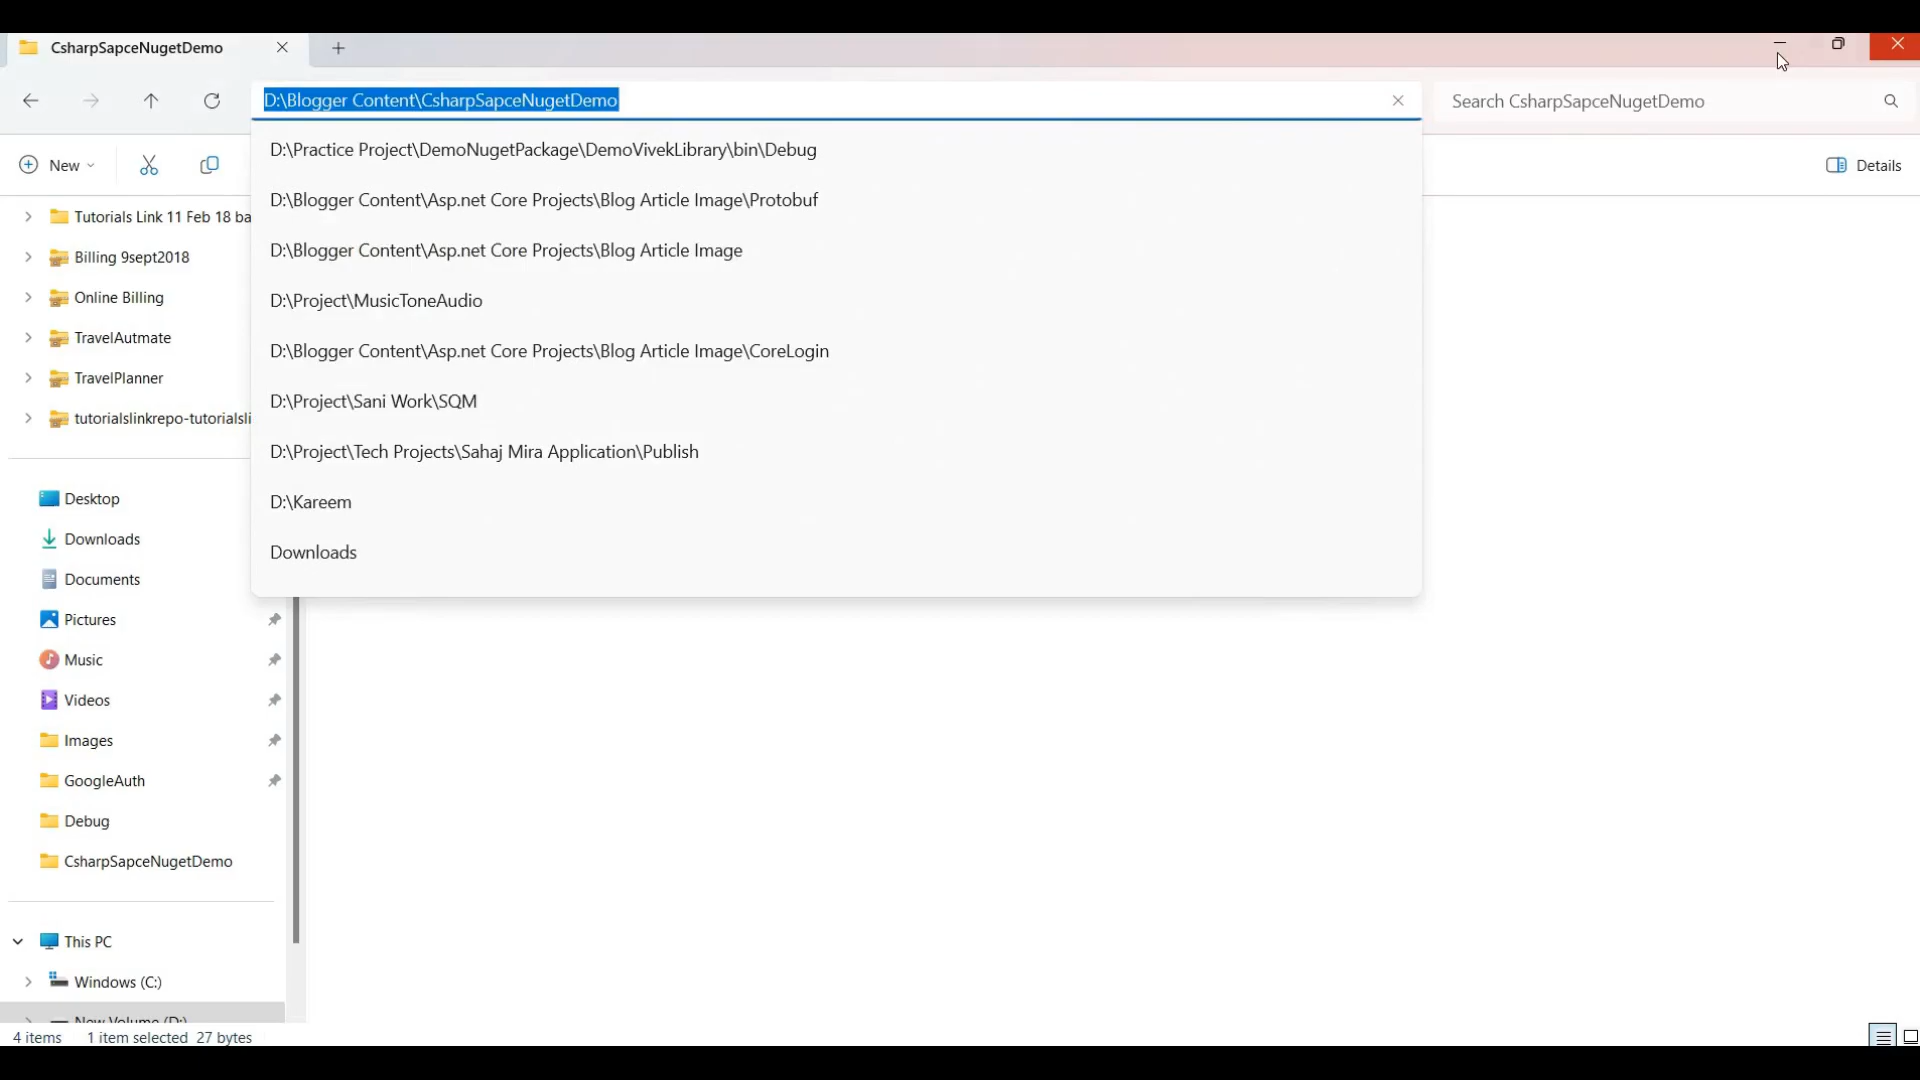 CsharpSapceNugetDemo
D:\Blogger Content\CsharpSapceNugetDemo
Search CsharpSapceNugetDemo
New
Details
D:\Practice Project\DemoNugetPackage\DemoVivekLibrary\bin\Debug
D:\Blogger Content\Asp.net Core Projects\Blog Article Image\Protobuf
D:\Blogger Content\Asp.net Core Projects\Blog Article Image
D:\Project\MusicToneAudio
D:\Blogger Content\Asp.net Core Projects\Blog Article Image\CoreLogin
D:\Project\Sani Work\SQM
D:\Project\Tech Projects\Sahaj Mira Application\Publish
D:\Kareem
Downloads
Tutorials Link 11 Feb 18 ba
Billing 9sept2018
Online Billing
TravelAutmate
TravelPlanner
tutorialslinkrepo-tutorialsli
Desktop
Downloads
Documents
Pictures
Music
Videos
Images
GoogleAuth
Debug
CsharpSapceNugetDemo
This PC
Windows (C:)
New Volume (D:)
4 items 1 item selected 27 bytes